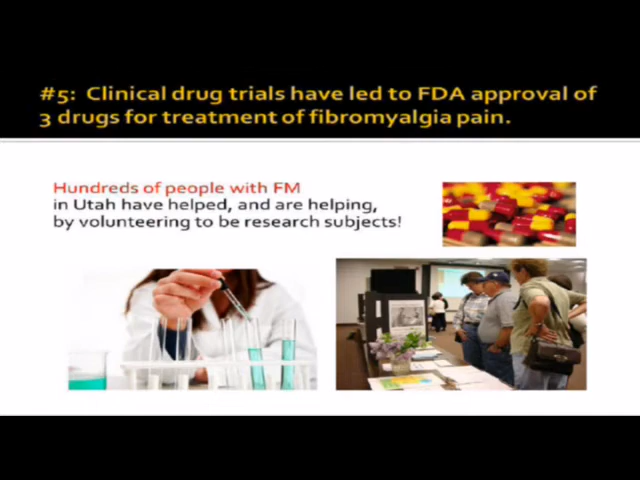 #5: Clinical drug trials have led to FDA approval of
3 drugs for treatment of fibromyalgia pain.
Hundreds of people with FM
in Utah have helped, and are helping,
by volunteering to be research subjects!